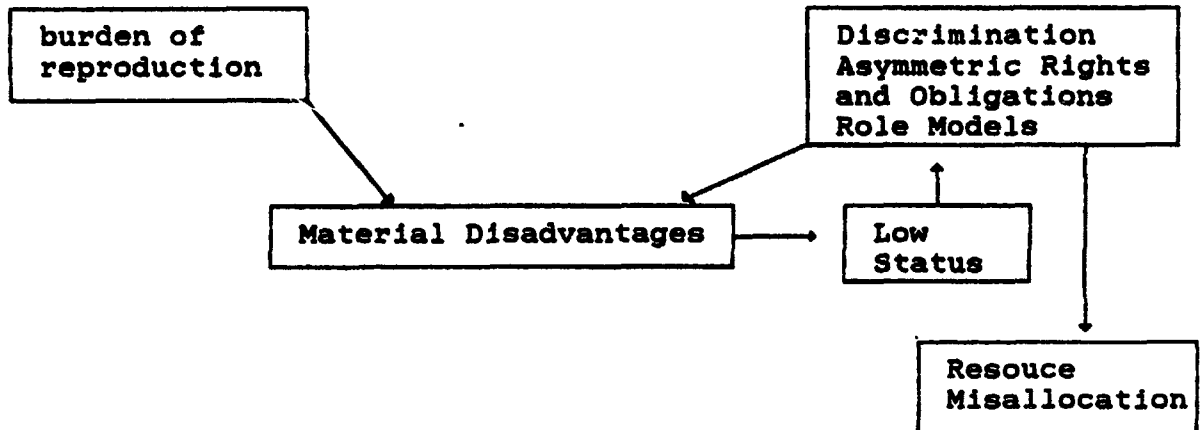 burden of
reproduction
Discrimination
Asymmetric Rights
and Obligations
Role Models
Material Disadvantages
Low
Status
Resouce
Misallocation